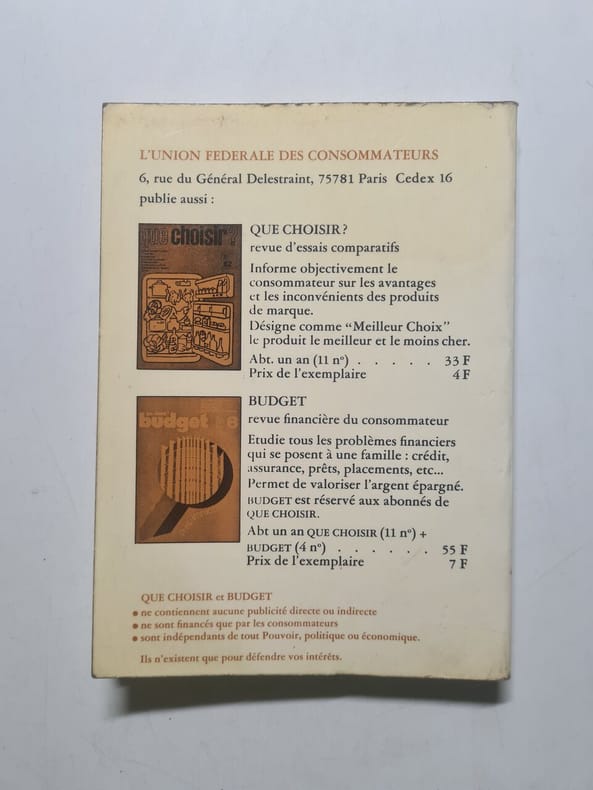 L'UNION FEDERALE DES CONSOMMATEURS
6, rue du Général Delestraint, 75781 Paris Cedex 16
publie aussi :
que choisir?
QUE CHOISIR?
revue d'essais comparatifs
Informe objectivement le
consommateur sur les avantages
et les inconvénients des produits
de marque.
Désigne comme “Meilleur Choix”
le produit le meilleur et le moins cher.
Abt. un an (11 nº) . . . . . 33 F
Prix de l'exemplaire 4 F
budget
BUDGET
revue financière du consommateur
Etudie tous les problèmes financiers
qui se posent à une famille : crédit,
assurance, prêts, placements, etc...
Permet de valoriser l'argent épargné.
BUDGET est réservé aux abonnés de
QUE CHOISIR.
Abt un an QUE CHOISIR (11 nº) +
BUDGET (4 nº) . . . . . . 55 F
Prix de l'exemplaire 7 F
QUE CHOISIR et BUDGET
● ne contiennent aucune publicité directe ou indirecte
● ne sont financés que par les consommateurs
● sont indépendants de tout Pouvoir, politique ou économique.
Ils n'existent que pour défendre vos intérêts.